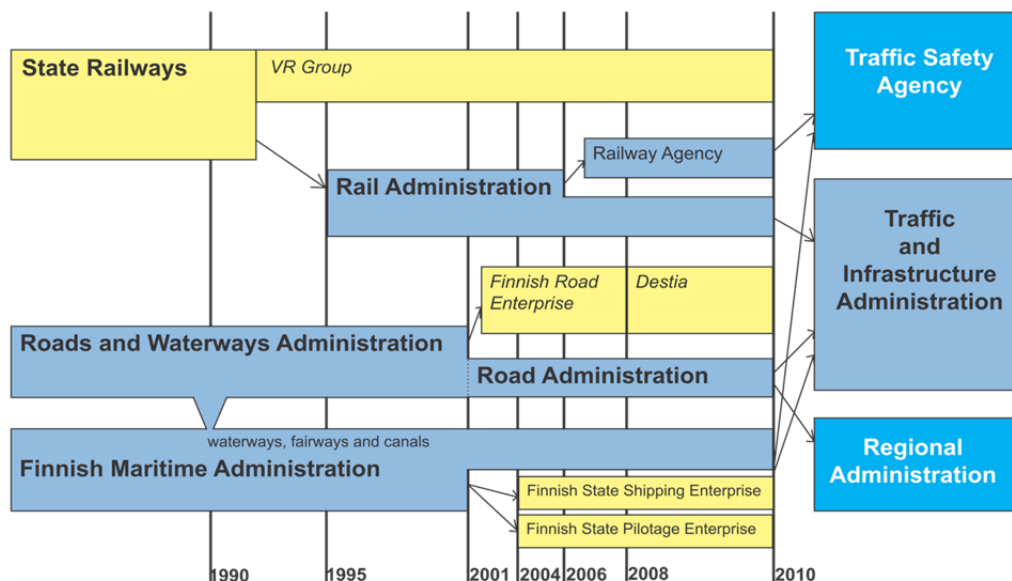 State Railways
VR Group
Traffic Safety
Agency
Railway Agency
Rail Administration
Traffic
and
Infrastructure
Administration
Finnish Road
Enterprise
Destia
Roads and Waterways Administration
Road Administration
waterways, fairways and canals
Finnish Maritime Administration
Regional
Administration
Finnish State Shipping Enterprise
Finnish State Pilotage Enterprise
1990
1995
2001
2004
2006
2008
2010